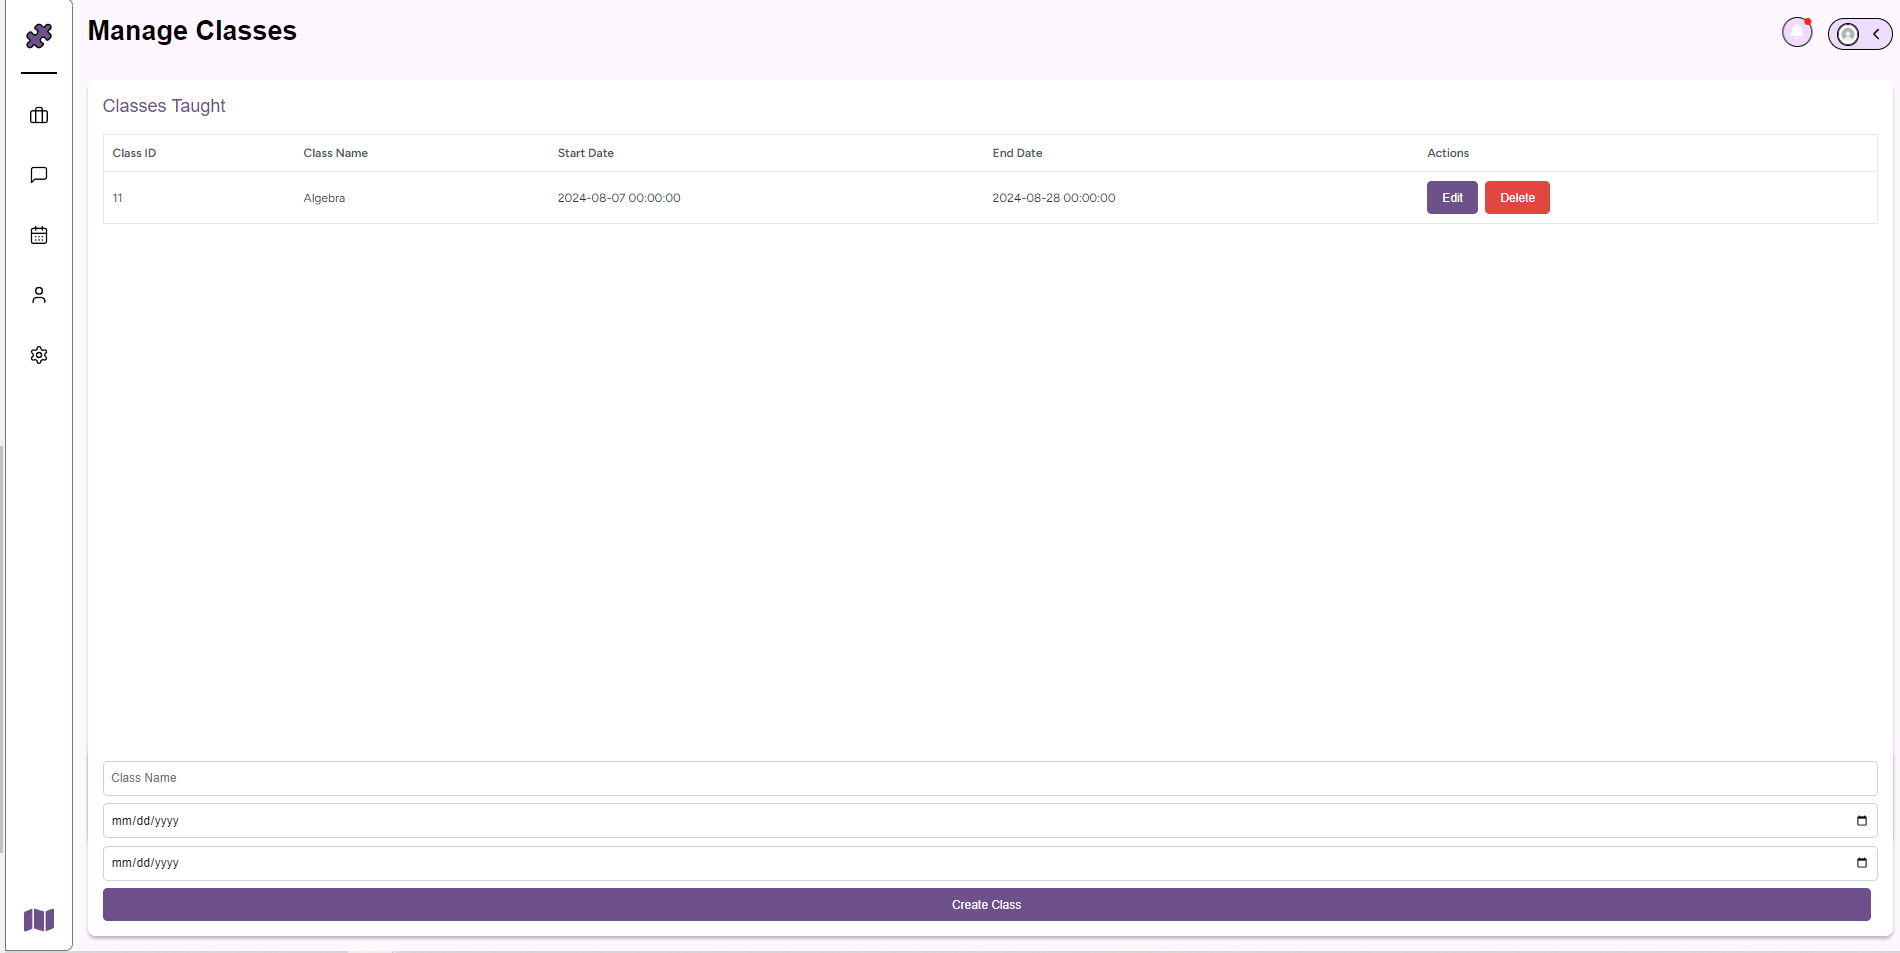 Manage Classes
Classes Taught
Class ID Class Name Start Date End Date Actions
11 Algebra 2024-08-07 00:00:00 2024-08-28 00:00:00 Edit Delete
Class Name
mm/dd/yyyy
mm/dd/yyyy
Create Class